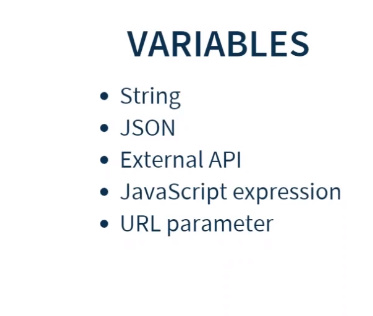 VARIABLES
• String
• JSON
• External API
• JavaScript expression
• URL parameter